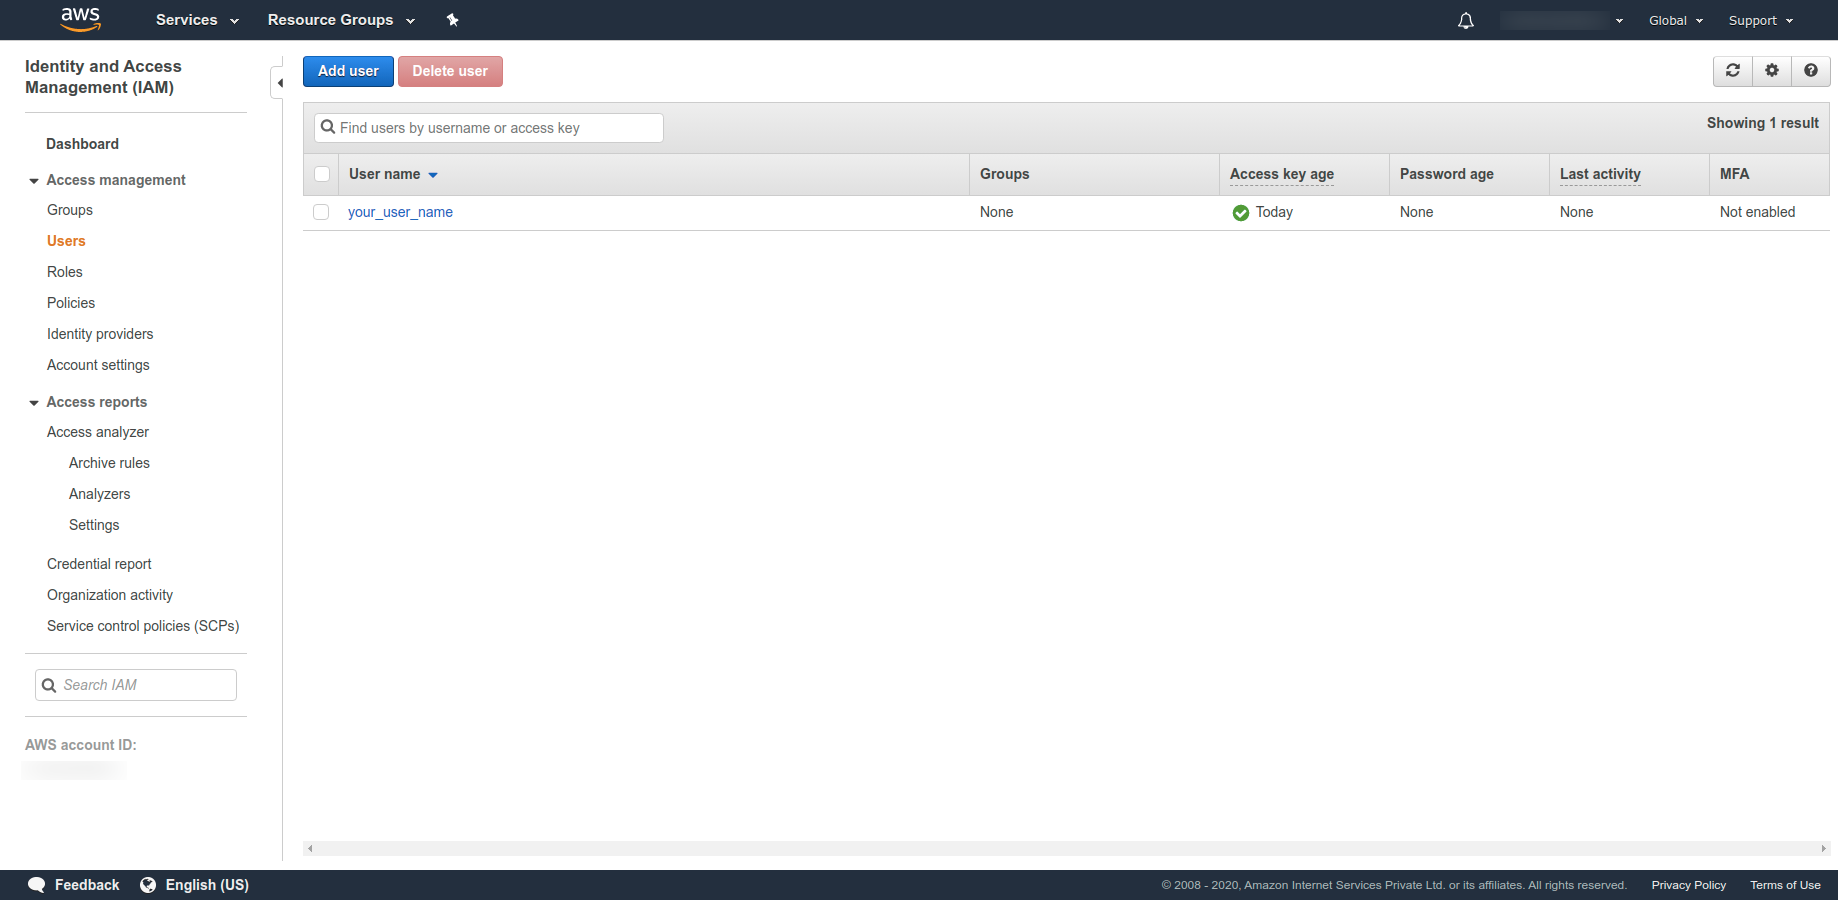 aws
Services
Resource Groups
Global
Support
Identity and Access
Management (IAM)
Dashboard
Access management
Groups
Users
Roles
Policies
Identity providers
Account settings
Access reports
Access analyzer
Archive rules
Analyzers
Settings
Credential report
Organization activity
Service control policies (SCPs)
Search IAM
AWS account ID:
Add user
Delete user
Find users by username or access key
Showing 1 result
User name
Groups
Access key age
Password age
Last activity
MFA
your_user_name
None
Today
None
None
Not enabled
Feedback
English (US)
© 2008 - 2020, Amazon Internet Services Private Ltd. or its affiliates. All rights reserved.
Privacy Policy
Terms of Use